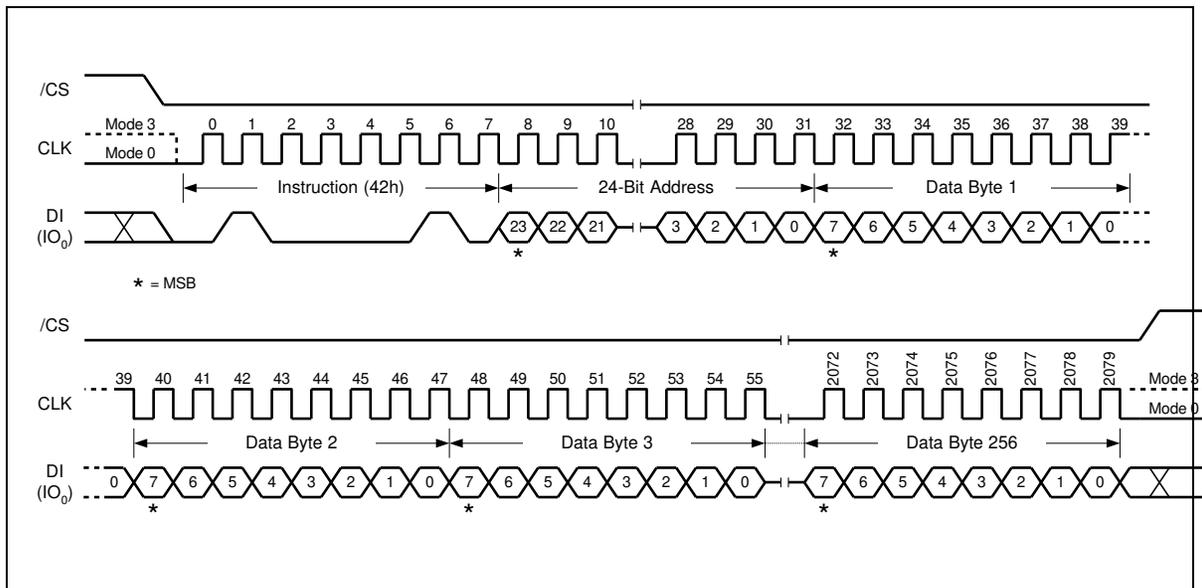 /CS
Mode 3
0 1 2 3 4 5 6 7 8 9 10 28 29 30 31 32 33 34 35 36 37 38 39
CLK
Mode 0
Instruction (42h) 24-Bit Address Data Byte 1
DI
(IO0)
23 22 21 3 2 1 0 7 6 5 4 3 2 1 0
* *
* = MSB
/CS
39 40 41 42 43 44 45 46 47 48 49 50 51 52 53 54 55 2072 2073 2074 2075 2076 2077 2078 2079
Mode 3
CLK
Mode 0
Data Byte 2 Data Byte 3 Data Byte 256
DI
(IO0)
0 7 6 5 4 3 2 1 0 7 6 5 4 3 2 1 0 7 6 5 4 3 2 1 0
* * *